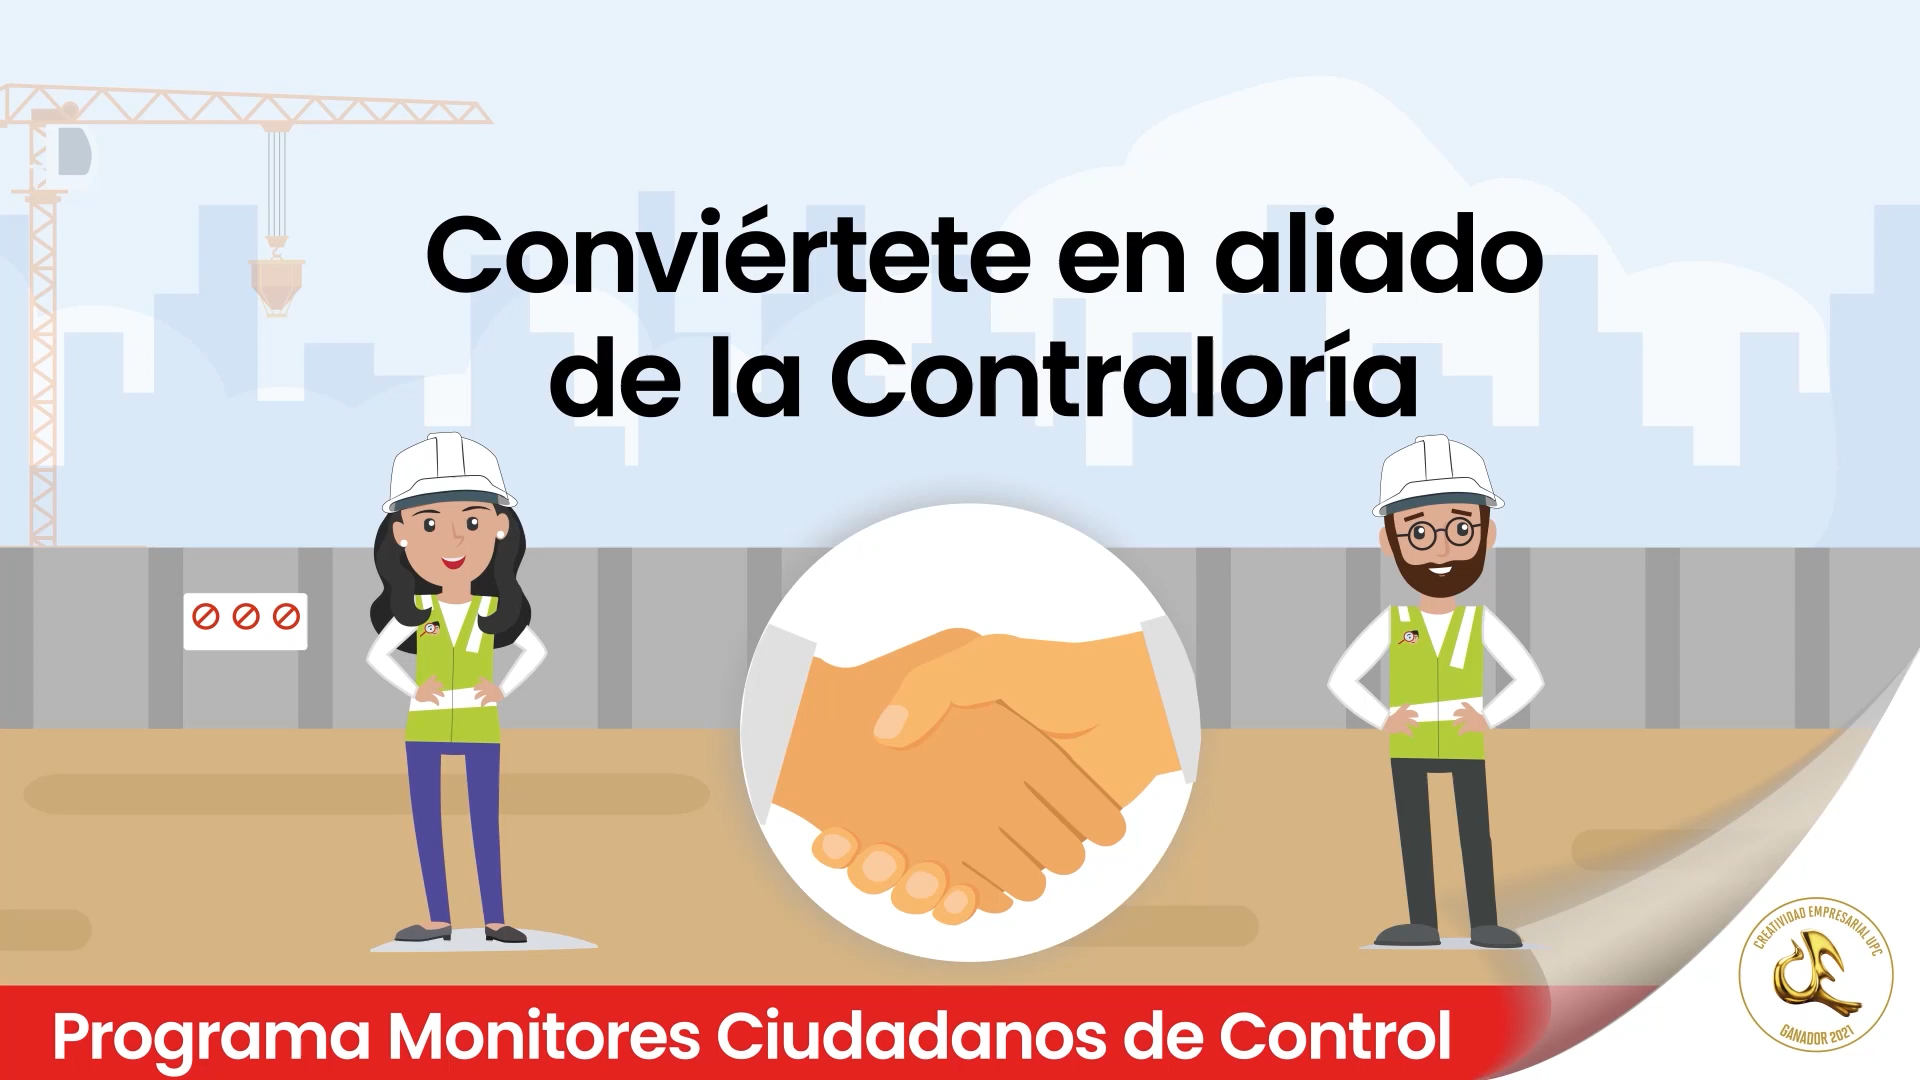 Conviértete en aliado
de la Contraloría
Programa Monitores Ciudadanos de Control
CREATIVIDAD EMPRESARIAL UPC
GANADOR 2021